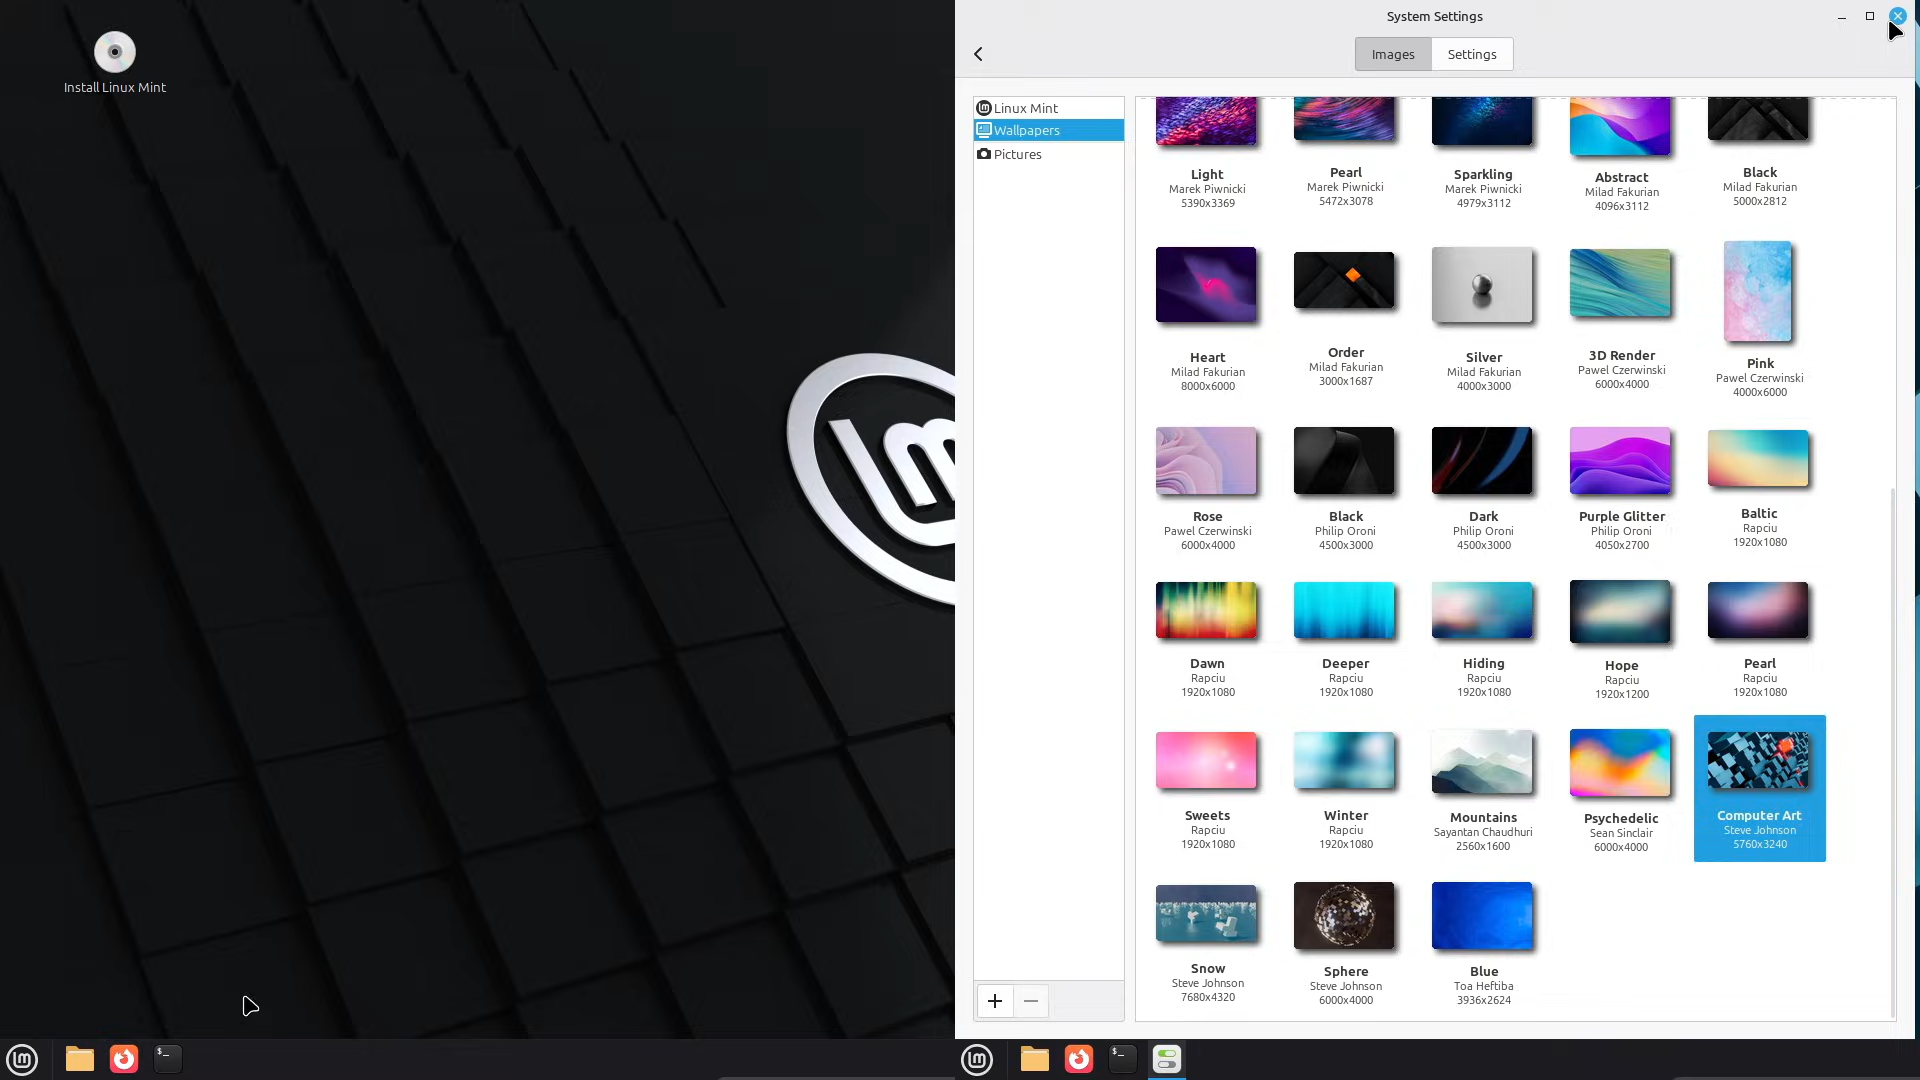 Install Linux Mint
System Settings
Images
Settings
Linux Mint
Wallpapers
Pictures
Light
Marek Piwnicki
5390x3369
Pearl
Marek Piwnicki
5472x3078
Sparkling
Marek Piwnicki
4979x3112
Abstract
Milad Fakurian
4096x3112
Black
Milad Fakurian
5000x2812
Heart
Milad Fakurian
8000x6000
Order
Milad Fakurian
3000x1687
Silver
Milad Fakurian
4000x3000
3D Render
Pawel Czerwinski
6000x4000
Pink
Pawel Czerwinski
4000x6000
Rose
Pawel Czerwinski
6000x4000
Black
Philip Oroni
4500x3000
Dark
Philip Oroni
4500x3000
Purple Glitter
Philip Oroni
4050x2700
Baltic
Rapciu
1920x1080
Dawn
Rapciu
1920x1080
Deeper
Rapciu
1920x1080
Hiding
Rapciu
1920x1080
Hope
Rapciu
1920x1200
Pearl
Rapciu
1920x1080
Sweets
Rapciu
1920x1080
Winter
Rapciu
1920x1080
Mountains
Sayantan Chaudhuri
2560x1600
Psychedelic
Sean Sinclair
6000x4000
Computer Art
Steve Johnson
5760x3240
Snow
Steve Johnson
7680x4320
Sphere
Steve Johnson
6000x4000
Blue
Toa Heftiba
3936x2624